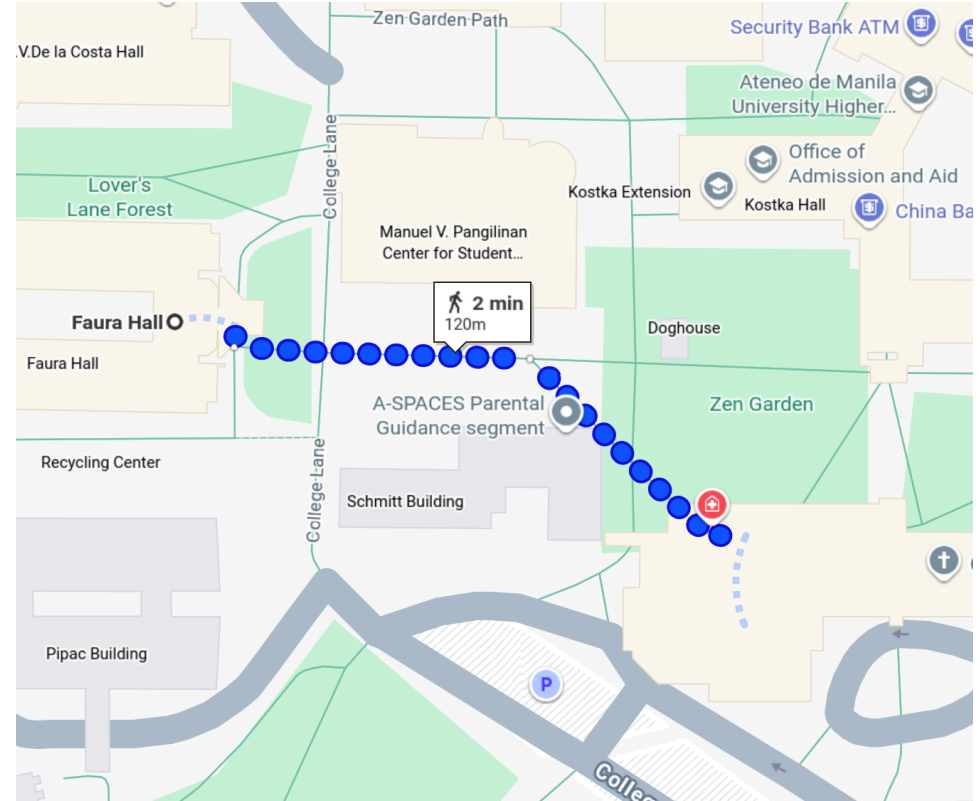 Zen Garden Path
Security Bank ATM
.V.De la Costa Hall
Ateneo de Manila
University Higher...
College Lane
Office of
Admission and Aid
Lover's
Lane Forest
Kostka Extension
Kostka Hall
China Ba
Manuel V. Pangilinan
Center for Student...
2 min
120m
Faura Hall
Doghouse
Faura Hall
A-SPACES Parental
Guidance segment
Zen Garden
College Lane
Recycling Center
Schmitt Building
Pipac Building
P
Colleg